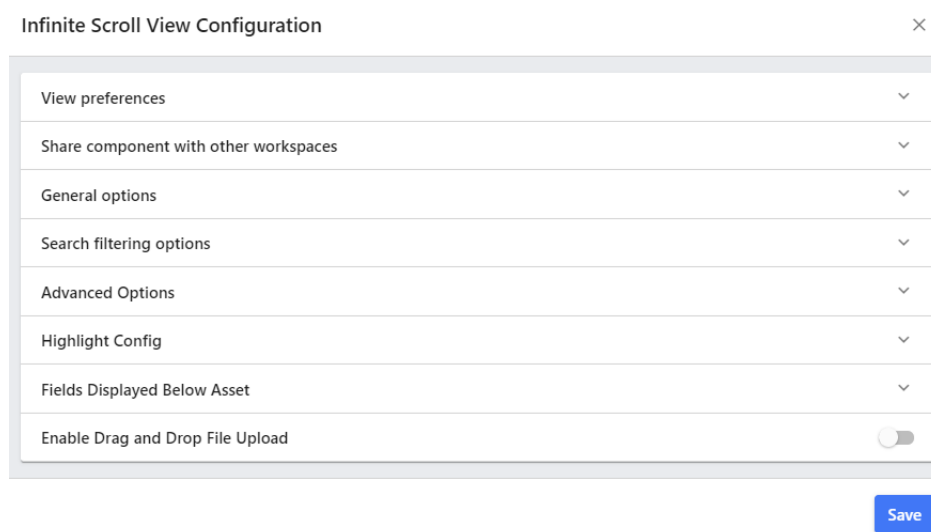 Infinite Scroll View Configuration
View preferences
Share component with other workspaces
General options
Search filtering options
Advanced Options
Highlight Config
Fields Displayed Below Asset
Enable Drag and Drop File Upload
Save